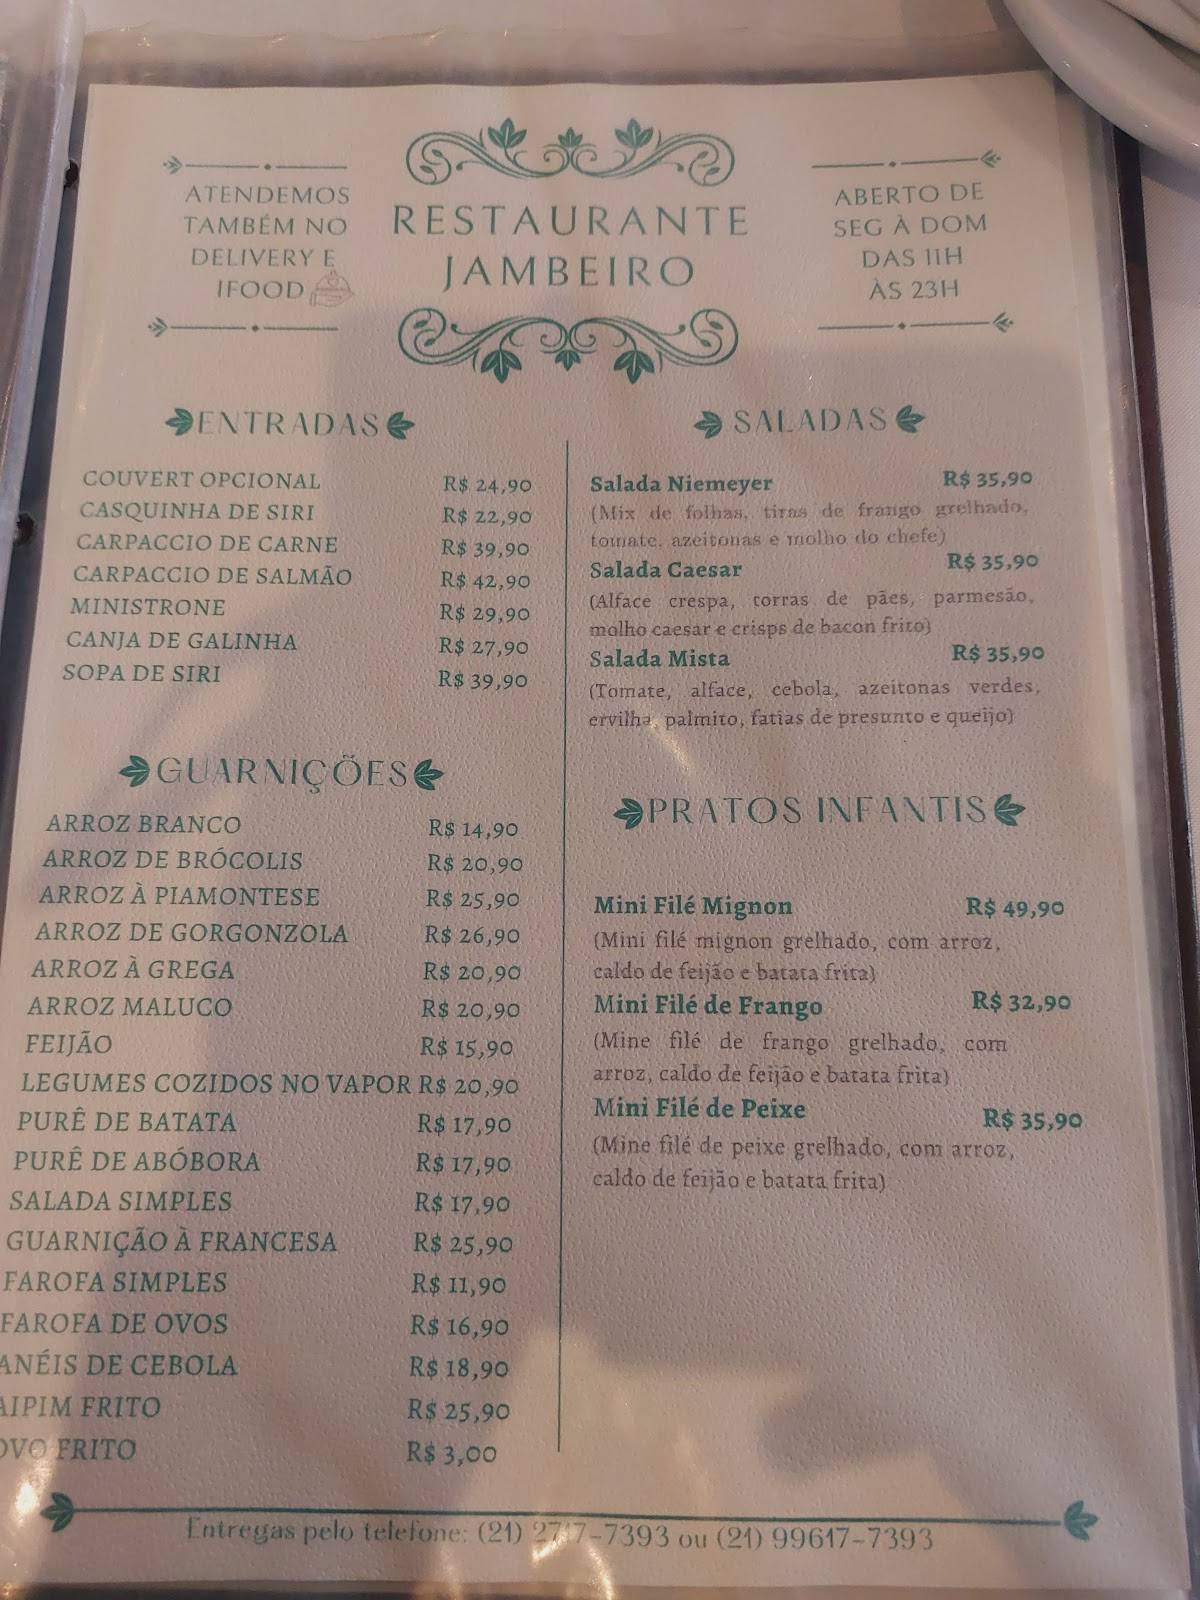 ATENDEMOS
TAMBÉM NO
DELIVERY E
IFOOD
RESTAURANTE
JAMBEIRO
ABERTO DE
SEG À DOM
DAS 11H
ÀS 23H
ENTRADAS
COUVERT OPCIONAL R$ 24,90
CASQUINHA DE SIRI R$ 22,90
CARPACCIO DE CARNE R$ 39,90
CARPACCIO DE SALMÃO R$ 42,90
MINISTRONE R$ 29,90
CANJA DE GALINHA R$ 27,90
SOPA DE SIRI R$ 39,90
GUARNIÇÕES
ARROZ BRANCO R$ 14,90
ARROZ DE BRÓCOLIS R$ 20,90
ARROZ À PIAMONTESE R$ 25,90
ARROZ DE GORGONZOLA R$ 26,90
ARROZ À GREGA R$ 20,90
ARROZ MALUCO R$ 20,90
FEIJÃO R$ 15,90
LEGUMES COZIDOS NO VAPOR R$ 20,90
PURÊ DE BATATA R$ 17,90
PURÊ DE ABÓBORA R$ 17,90
SALADA SIMPLES R$ 17,90
GUARNIÇÃO À FRANCESA R$ 25,90
FAROFA SIMPLES R$ 11,90
FAROFA DE OVOS R$ 16,90
ANÉIS DE CEBOLA R$ 18,90
AIPIM FRITO R$ 25,90
OVO FRITO R$ 3,00
SALADAS
Salada Niemeyer R$ 35,90
(Mix de folhas, tiras de frango grelhado,
tomate, azeitonas e molho do chefe)
Salada Caesar R$ 35,90
(Alface crespa, torras de pães, parmesão,
molho caesar e crisps de bacon frito)
Salada Mista R$ 35,90
(Tomate, alface, cebola, azeitonas verdes,
ervilha, palmito, fatias de presunto e queijo)
PRATOS INFANTIS
Mini Filé Mignon R$ 49,90
(Mini filé mignon grelhado, com arroz,
caldo de feijão e batata frita)
Mini Filé de Frango R$ 32,90
(Mine filé de frango grelhado, com
arroz, caldo de feijão e batata frita)
Mini Filé de Peixe R$ 35,90
(Mine filé de peixe grelhado, com arroz,
caldo de feijão e batata frita)
Entregas pelo telefone: (21) 2717-7393 ou (21) 99617-7393